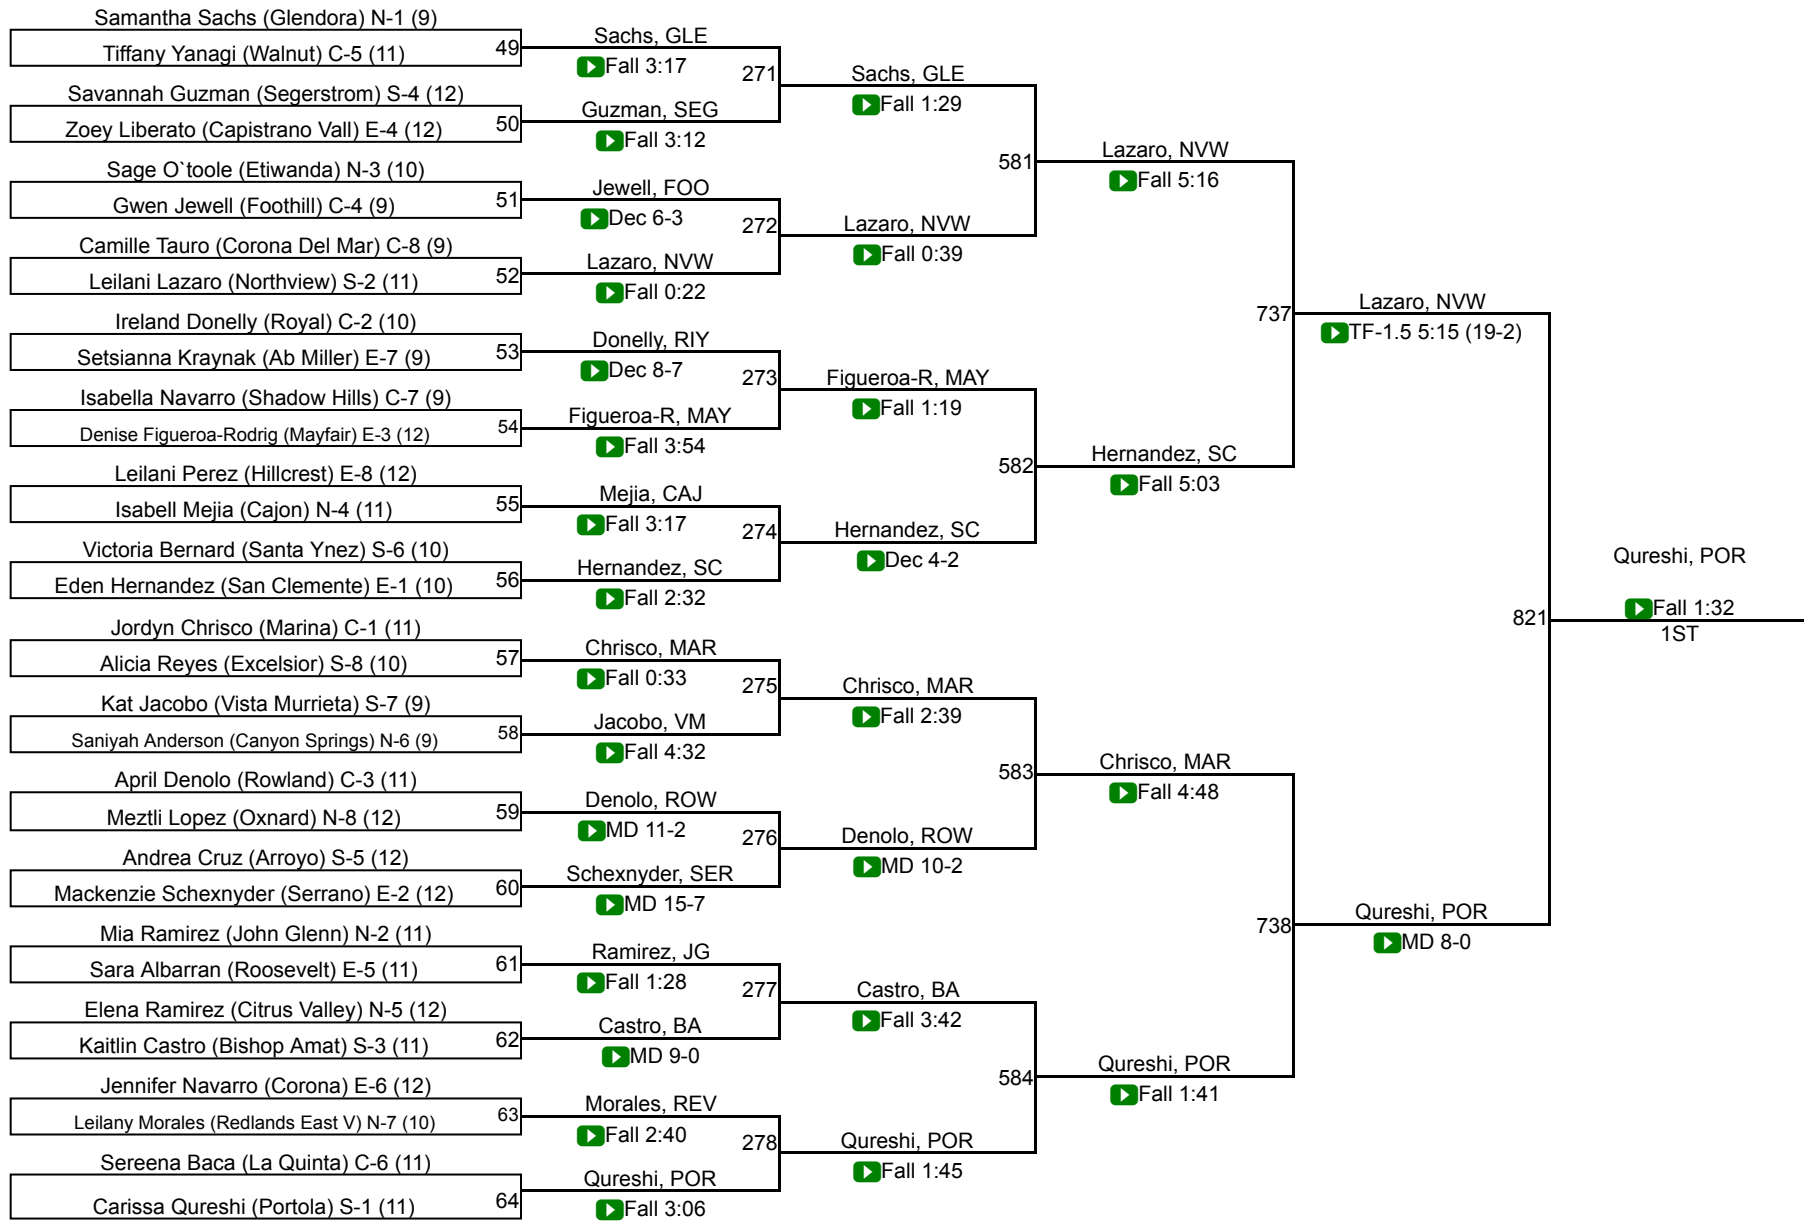 Samantha Sachs (Glendora) N-1 (9)
Tiffany Yanagi (Walnut) C-5 (11)
49
Savannah Guzman (Segerstrom) S-4 (12)
Zoey Liberato (Capistrano Vall) E-4 (12)
50
Sage O`toole (Etiwanda) N-3 (10)
Gwen Jewell (Foothill) C-4 (9)
51
Camille Tauro (Corona Del Mar) C-8 (9)
Leilani Lazaro (Northview) S-2 (11)
52
Ireland Donelly (Royal) C-2 (10)
Setsianna Kraynak (Ab Miller) E-7 (9)
53
Isabella Navarro (Shadow Hills) C-7 (9)
Denise Figueroa-Rodrig (Mayfair) E-3 (12)
54
Leilani Perez (Hillcrest) E-8 (12)
Isabell Mejia (Cajon) N-4 (11)
55
Victoria Bernard (Santa Ynez) S-6 (10)
Eden Hernandez (San Clemente) E-1 (10)
56
Jordyn Chrisco (Marina) C-1 (11)
Alicia Reyes (Excelsior) S-8 (10)
57
Kat Jacobo (Vista Murrieta) S-7 (9)
Saniyah Anderson (Canyon Springs) N-6 (9)
58
April Denolo (Rowland) C-3 (11)
Meztli Lopez (Oxnard) N-8 (12)
59
Andrea Cruz (Arroyo) S-5 (12)
Mackenzie Schexnyder (Serrano) E-2 (12)
60
Mia Ramirez (John Glenn) N-2 (11)
Sara Albarran (Roosevelt) E-5 (11)
61
Elena Ramirez (Citrus Valley) N-5 (12)
Kaitlin Castro (Bishop Amat) S-3 (11)
62
Jennifer Navarro (Corona) E-6 (12)
Leilany Morales (Redlands East V) N-7 (10)
63
Sereena Baca (La Quinta) C-6 (11)
Carissa Qureshi (Portola) S-1 (11)
64
Sachs, GLE
Fall 3:17
271
Guzman, SEG
Fall 3:12
Jewell, FOO
Dec 6-3
272
Lazaro, NVW
Fall 0:22
Donelly, RIY
Dec 8-7
273
Figueroa-R, MAY
Fall 3:54
Mejia, CAJ
Fall 3:17
274
Hernandez, SC
Fall 2:32
Chrisco, MAR
Fall 0:33
275
Jacobo, VM
Fall 4:32
Denolo, ROW
MD 11-2
276
Schexnyder, SER
MD 15-7
Ramirez, JG
Fall 1:28
277
Castro, BA
MD 9-0
Morales, REV
Fall 2:40
278
Qureshi, POR
Fall 3:06
Sachs, GLE
Fall 1:29
581
Lazaro, NVW
Fall 0:39
Figueroa-R, MAY
Fall 1:19
582
Hernandez, SC
Dec 4-2
Chrisco, MAR
Fall 2:39
583
Denolo, ROW
MD 10-2
Castro, BA
Fall 3:42
584
Qureshi, POR
Fall 1:45
Lazaro, NVW
Fall 5:16
737
Hernandez, SC
Fall 5:03
Chrisco, MAR
Fall 4:48
738
Qureshi, POR
Fall 1:41
Lazaro, NVW
TF-1.5 5:15 (19-2)
821
Qureshi, POR
MD 8-0
Qureshi, POR
Fall 1:32
1ST